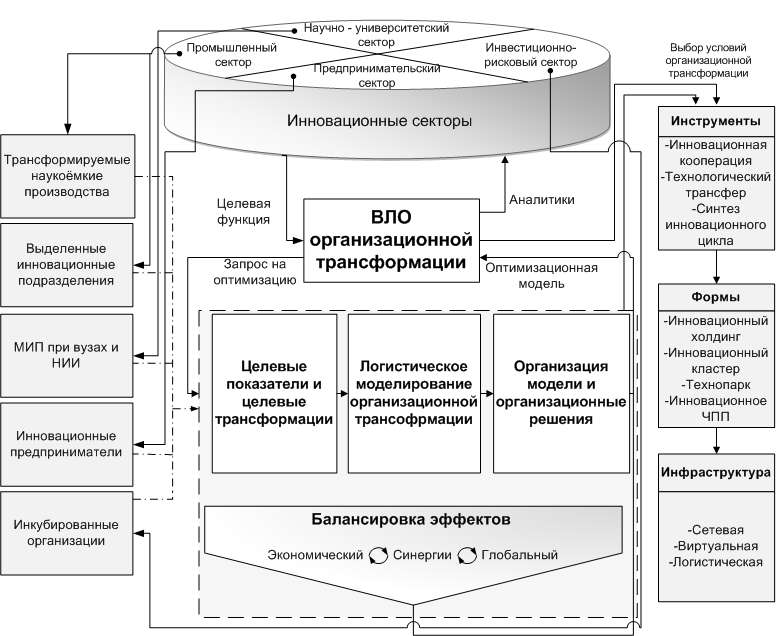 Научно - университетский
сектор
Промышленный
сектор
Инвестиционно-
рисковый сектор
Предпринимательский
сектор
Инновационные секторы
Выбор условий
организационной
трансформации
Трансформируемые
наукоёмкие
производства
Выделенные
инновационные
подразделения
МИП при вузах и
НИИ
Инновационные
предприниматели
Инкубированные
организации
Целевая
функция
Аналитики
ВЛО
организационной
трансформации
Запрос на
оптимизацию
Оптимизационная
модель
Целевые
показатели и
целевые
трансформации
Логистическое
моделирование
организационной
трансофрмации
Организация
модели и
организационные
решения
Балансировка эффектов
Экономический Синергии Глобальный
Инструменты
-Инновационная
кооперация
-Технологический
трансфер
-Синтез
инновационного
цикла
Формы
-Инновационный
холдинг
-Инновационный
кластер
-Технопарк
-Инновационное
ЧПП
Инфраструктура
-Сетевая
-Виртуальная
-Логистическая